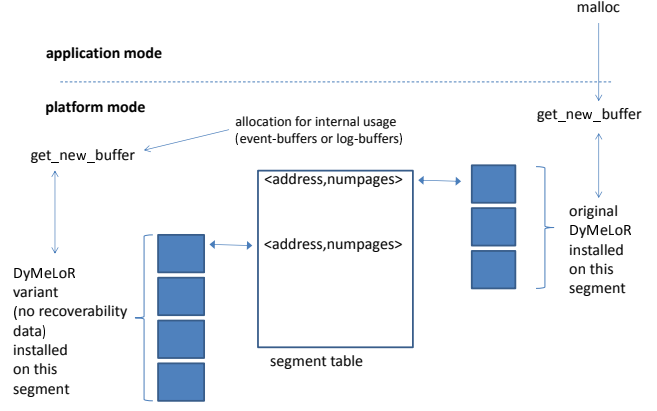 malloc
application mode
platform mode
allocation for internal usage
(event-buffers or log-buffers)
get_new_buffer
get_new_buffer
<address,numpages>
<address,numpages>
original
DyMeLoR
installed
on this
segment
DyMeLoR
variant
(no recoverability
data)
installed
on this
segment
segment table